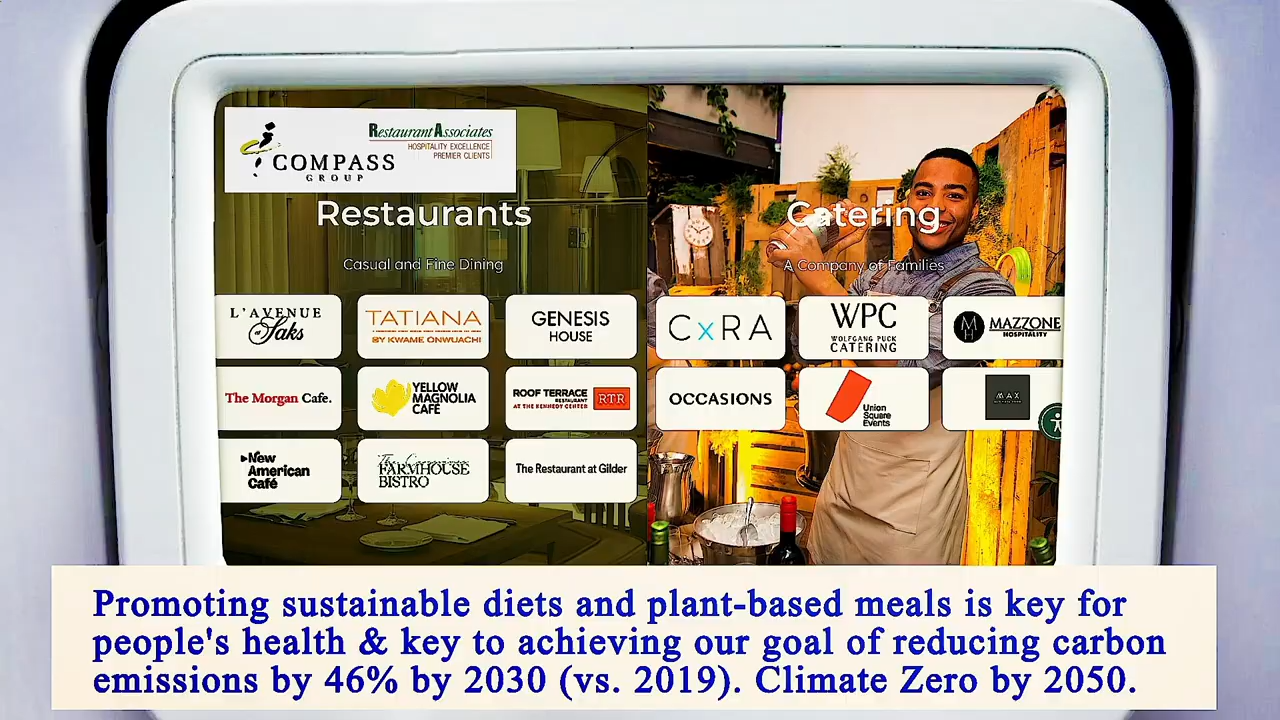 COMPASS
GROUP
Restaurant Associates
HOSPITALITY EXCELLENCE
PREMIER CLIENTS
Restaurants
Casual and Fine Dining
L'AVENUE
Saks
TATIANA
BY KWAME ONWUACHI
GENESIS
HOUSE
The Morgan Cafe.
YELLOW
MAGNOLIA
CAFÉ
ROOF TERRACE
RESTAURANT
AT THE KENNEDY CENTER
RTR
New
American
Café
FARMHOUSE
BISTRO
The Restaurant at Gilder
Catering
A Company of Families
CxRA
WPC
WOLFGANG PUCK
CATERING
MH
MAZZONE
HOSPITALITY
OCCASIONS
Union
Square
Events
MAX
Promoting sustainable diets and plant-based meals is key for
people's health & key to achieving our goal of reducing carbon
emissions by 46% by 2030 (vs. 2019). Climate Zero by 2050.